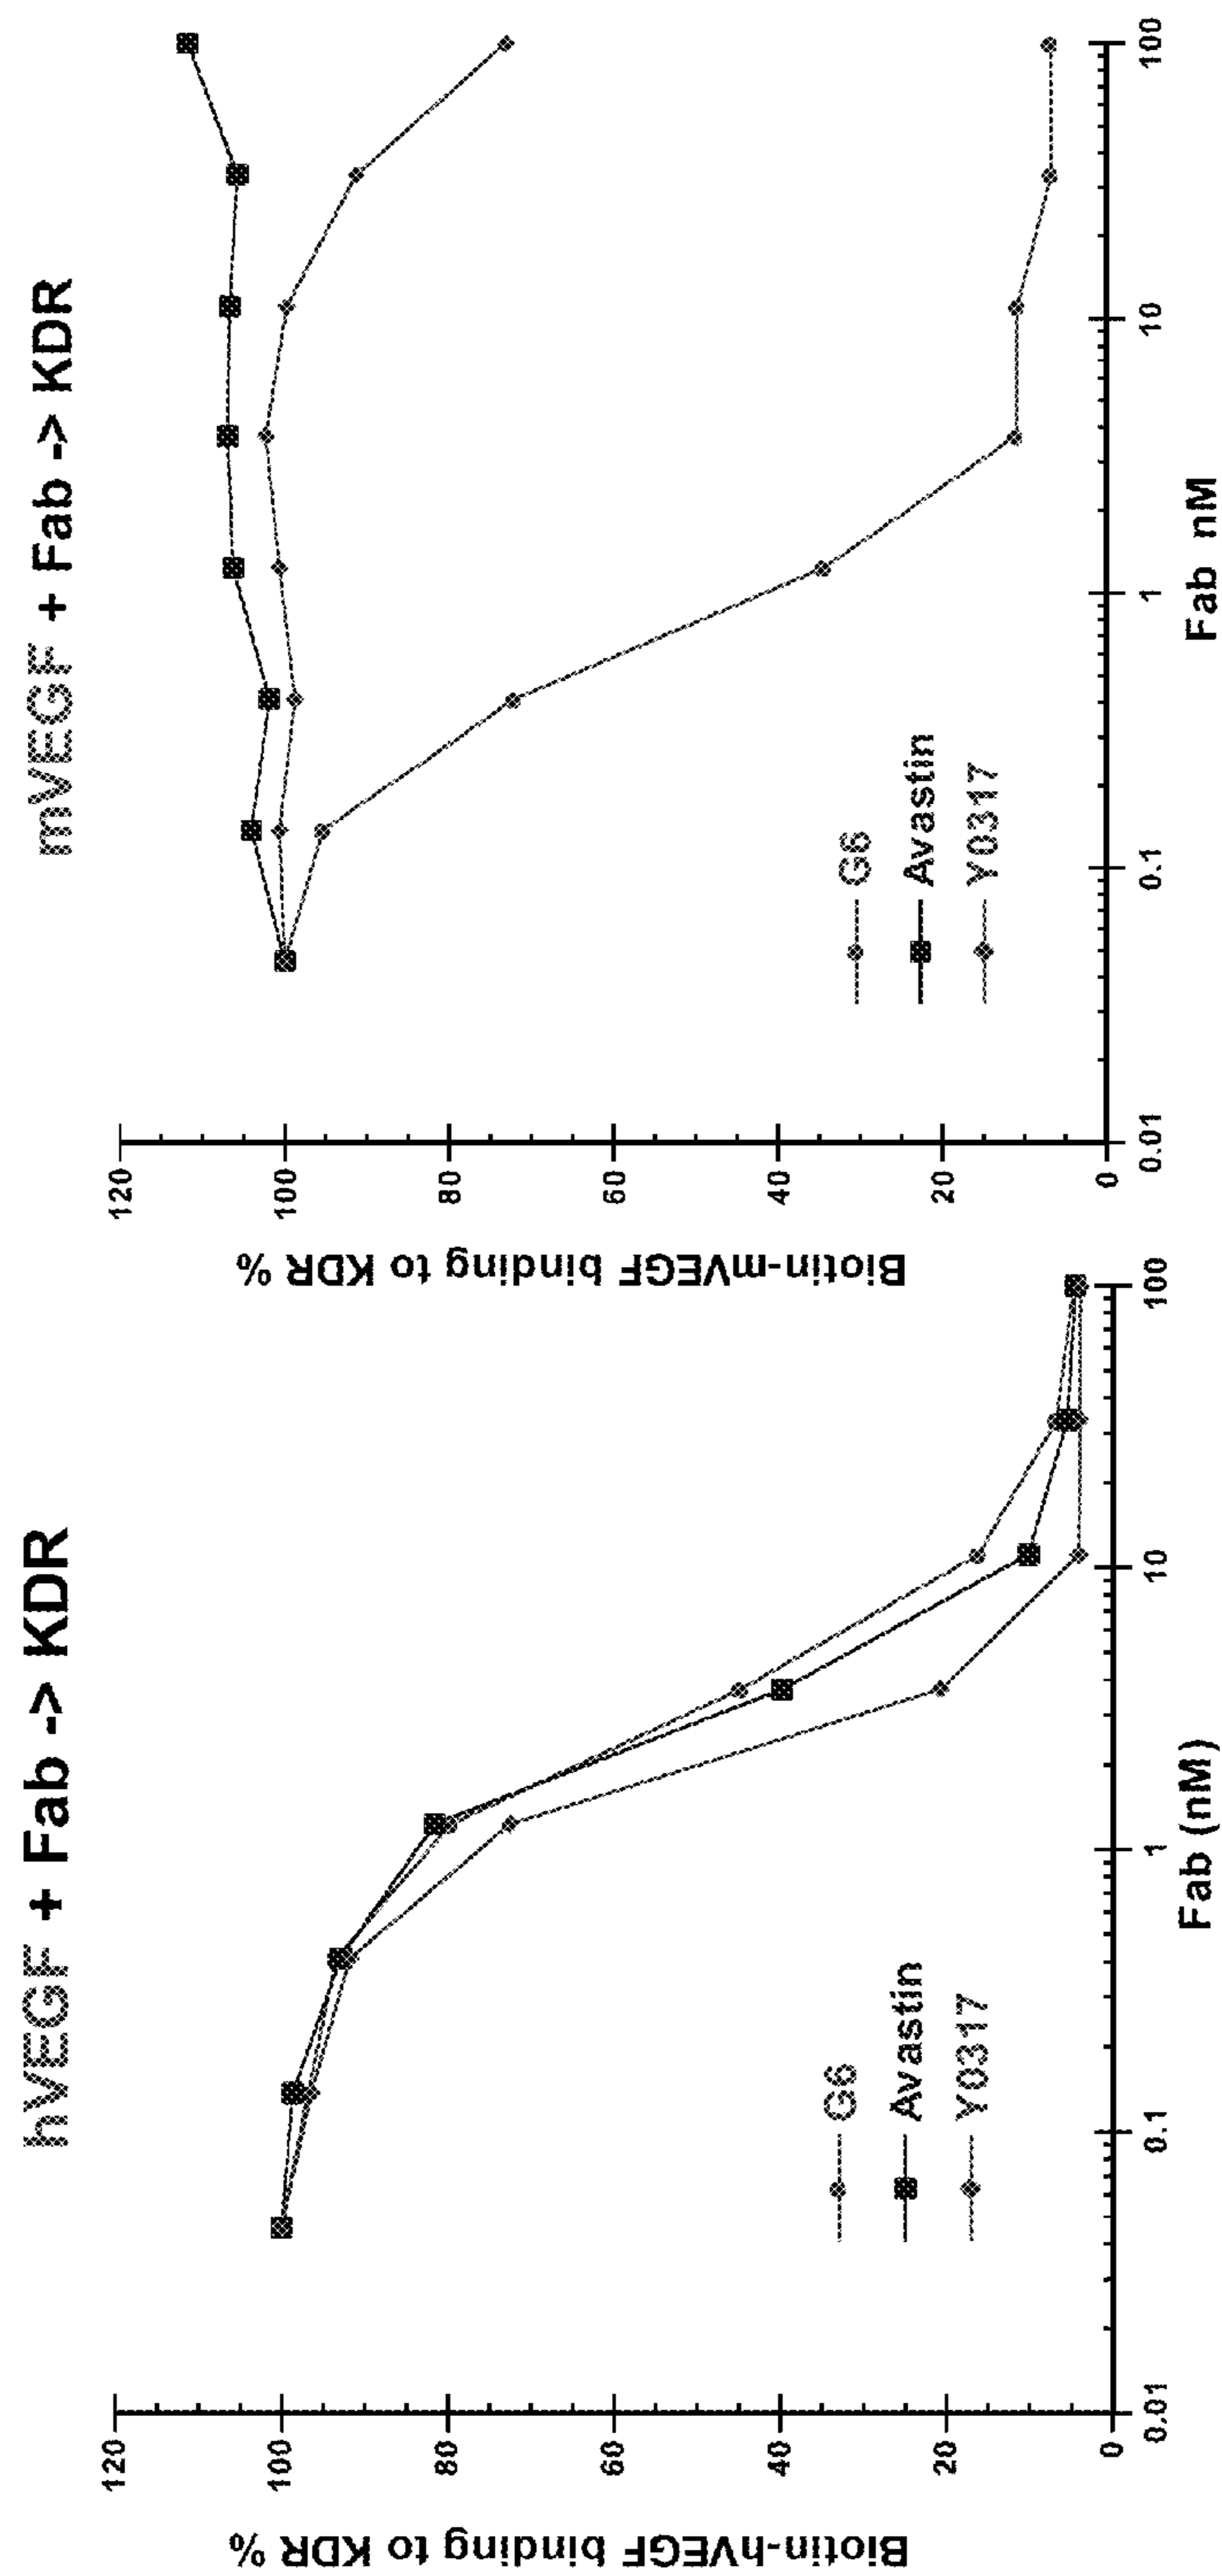 hVEGF + Fab -> KDR
Biotin-hVEGF binding to KDR %
120
100
80
60
40
20
0
G6
Avastin
Y0317
0.01
0.1
1
10
100
Fab (nM)
mVEGF + Fab -> KDR
Biotin-mVEGF binding to KDR %
120
100
80
60
40
20
0
G6
Avastin
Y0317
0.01
0.1
1
10
100
Fab nM